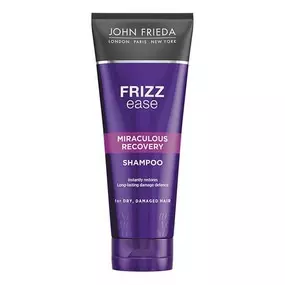 JOHN FRIEDA
LONDON • PARIS • NEW YORK
FRIZZ
ease
MIRACULOUS
RECOVERY
SHAMPOO
Instantly restores
Long-lasting damage defence
for DRY, DAMAGED HAIR